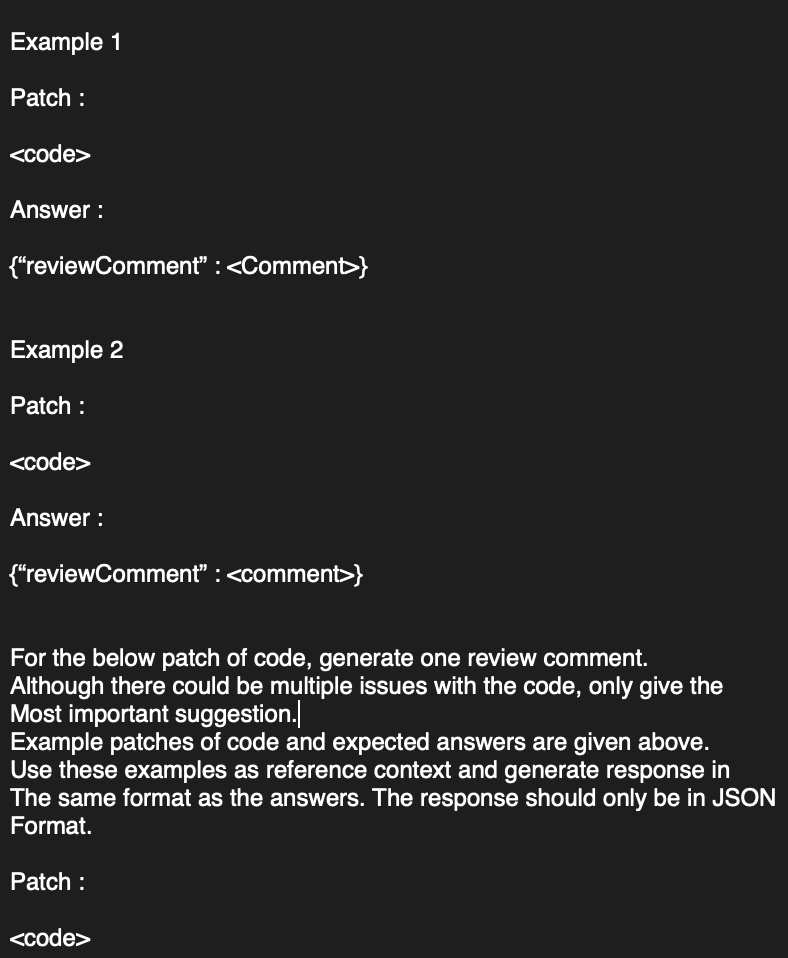 Example 1
Patch :
<code>
Answer :
{“reviewComment” : <Comment>}
Example 2
Patch :
<code>
Answer :
{“reviewComment” : <comment>}
For the below patch of code, generate one review comment.
Although there could be multiple issues with the code, only give the
Most important suggestion.
Example patches of code and expected answers are given above.
Use these examples as reference context and generate response in
The same format as the answers. The response should only be in JSON
Format.
Patch :
<code>